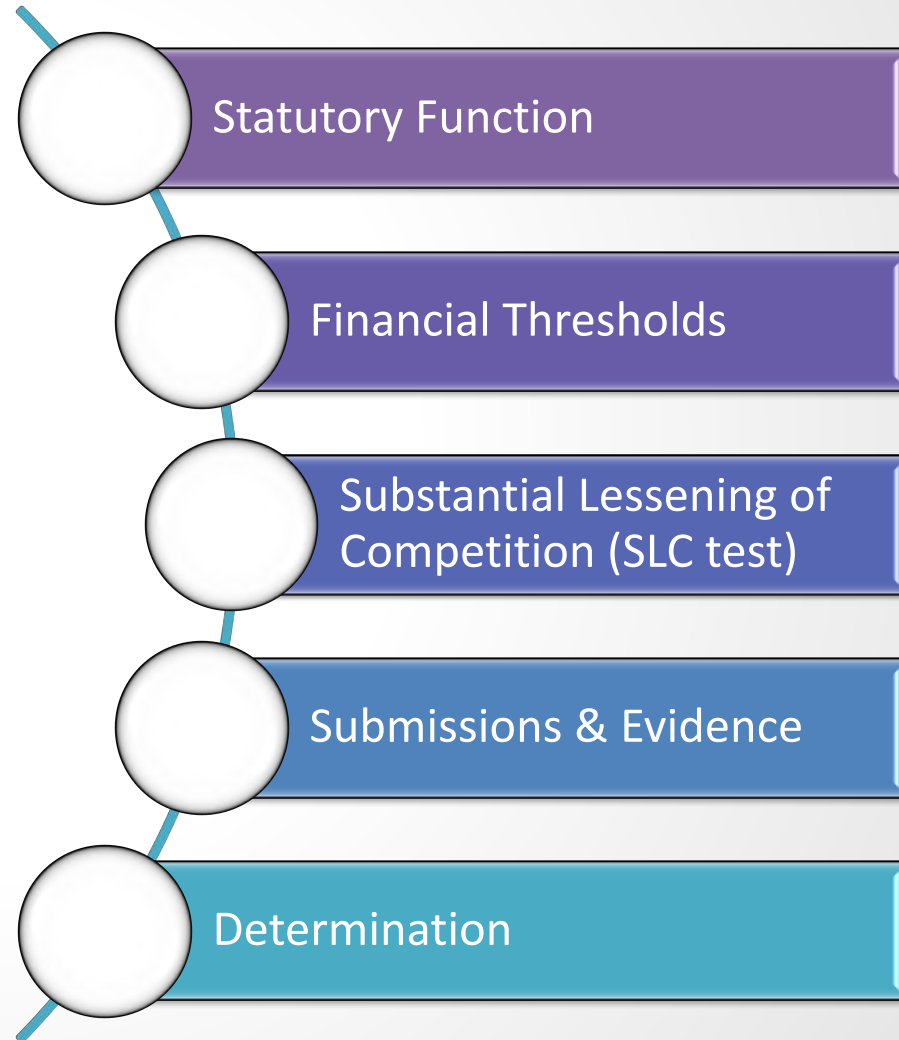 Statutory Function
Financial Thresholds
Substantial Lessening of
Competition (SLC test)
Submissions & Evidence
Determination